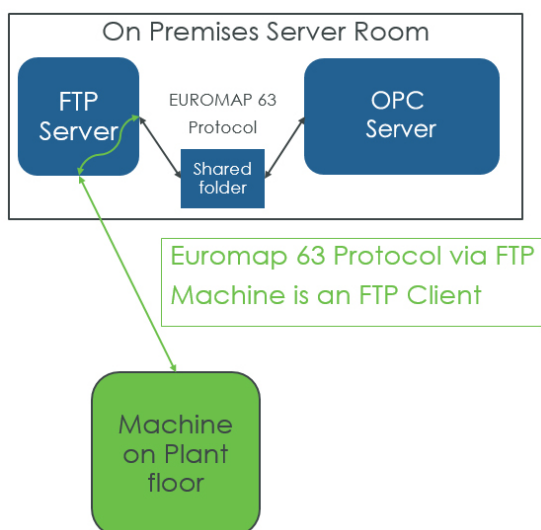 On Premises Server Room
FTP
Server
EUROMAP 63
Protocol
OPC
Server
Shared
folder
Euromap 63 Protocol via FTP
Machine is an FTP Client
Machine
on Plant
floor